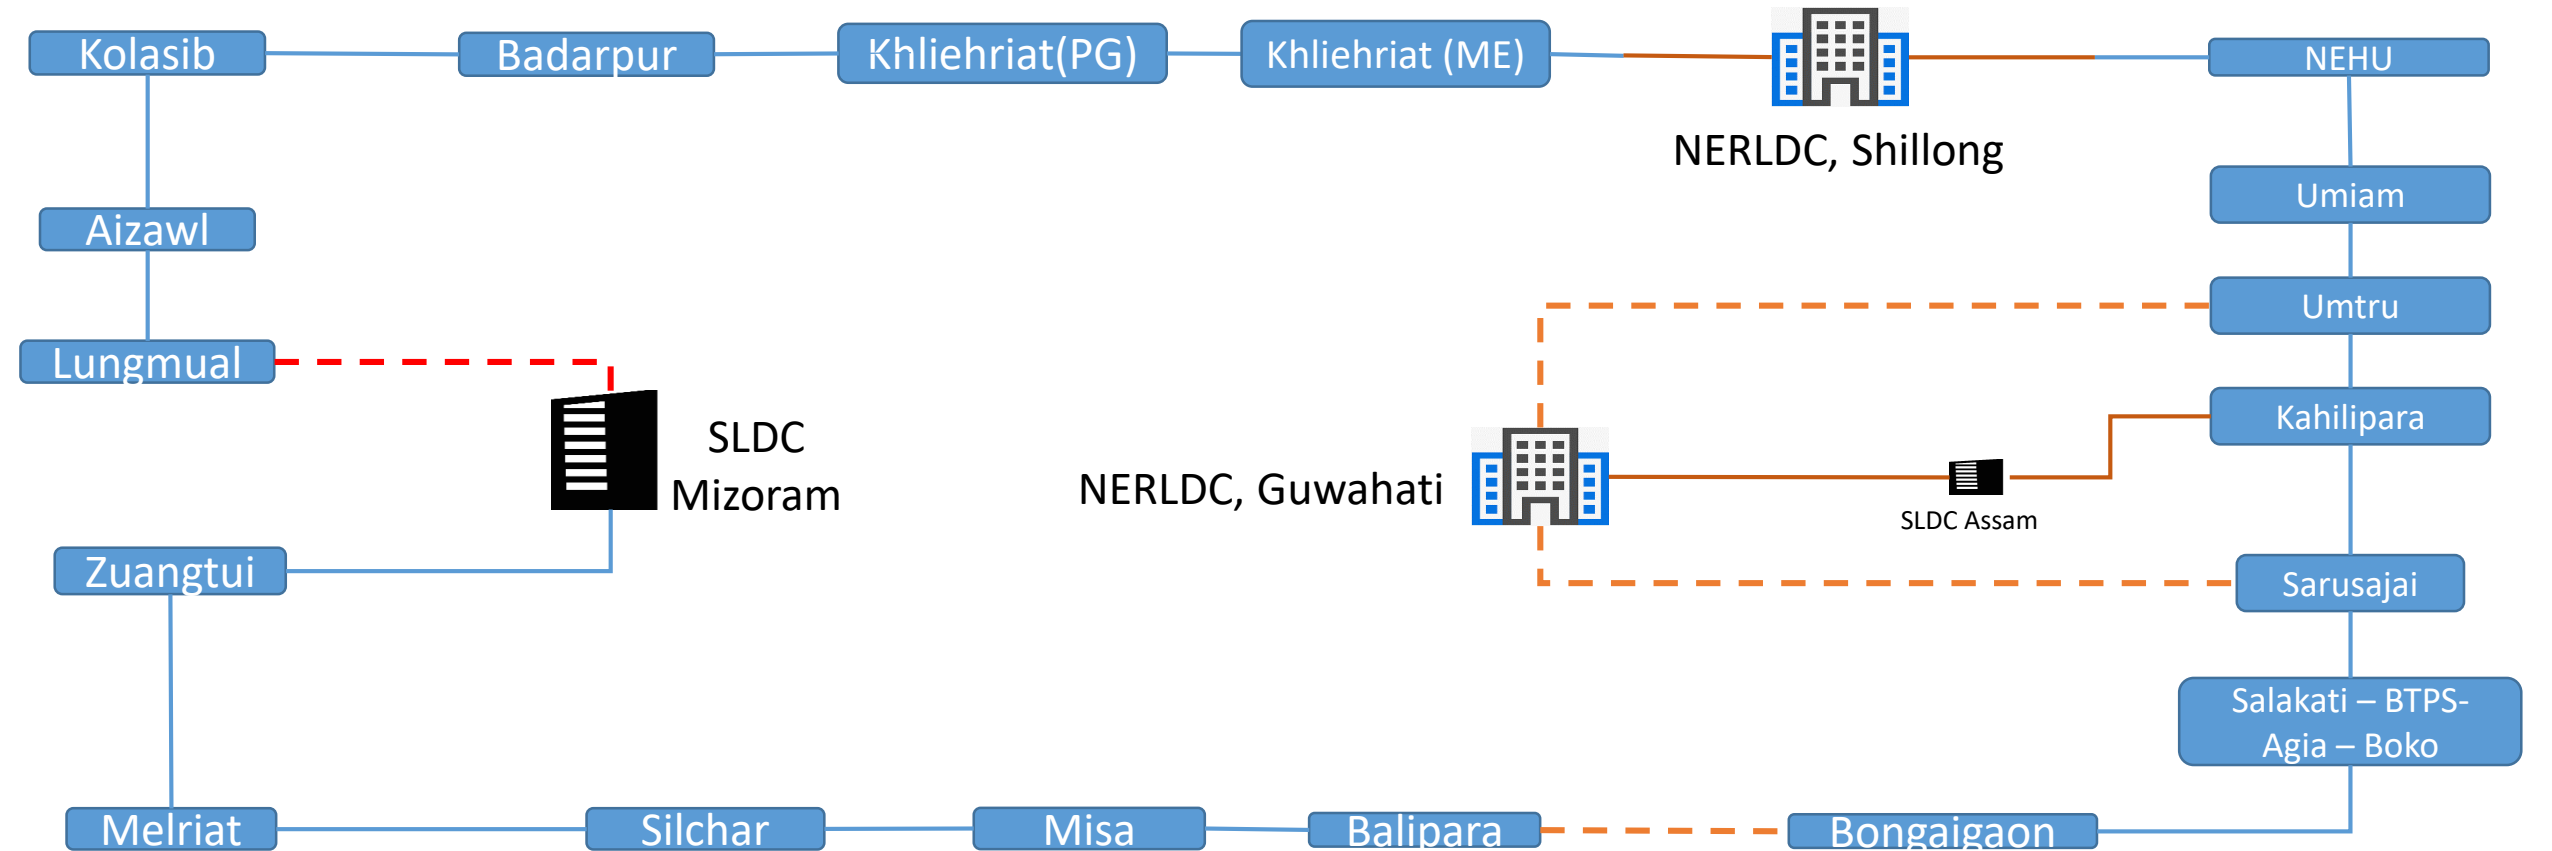 Kolasib
Badarpur
Khliehriat(PG)
Khliehriat (ME)
NEHU
NERLDC, Shillong
Umiam
Aizawl
Umtru
Lungmual
Kahilipara
SLDC
Mizoram
NERLDC, Guwahati
SLDC Assam
Zuangtui
Sarusajai
Salakati – BTPS-
Agia – Boko
Melriat
Silchar
Misa
Balipara
Bongaigaon